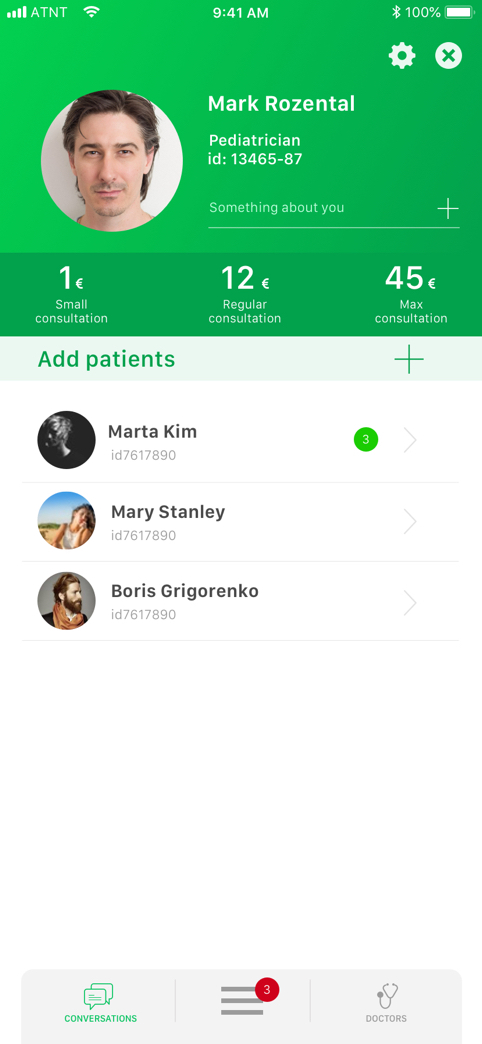 ATNT 9:41 AM 100%
Mark Rozental
Pediatrician
id: 13465-87
Something about you
1 € 12 € 45 €
Small Regular Max
consultation consultation consultation
Add patients
Marta Kim
id7617890
3
Mary Stanley
id7617890
Boris Grigorenko
id7617890
3
CONVERSATIONS DOCTORS